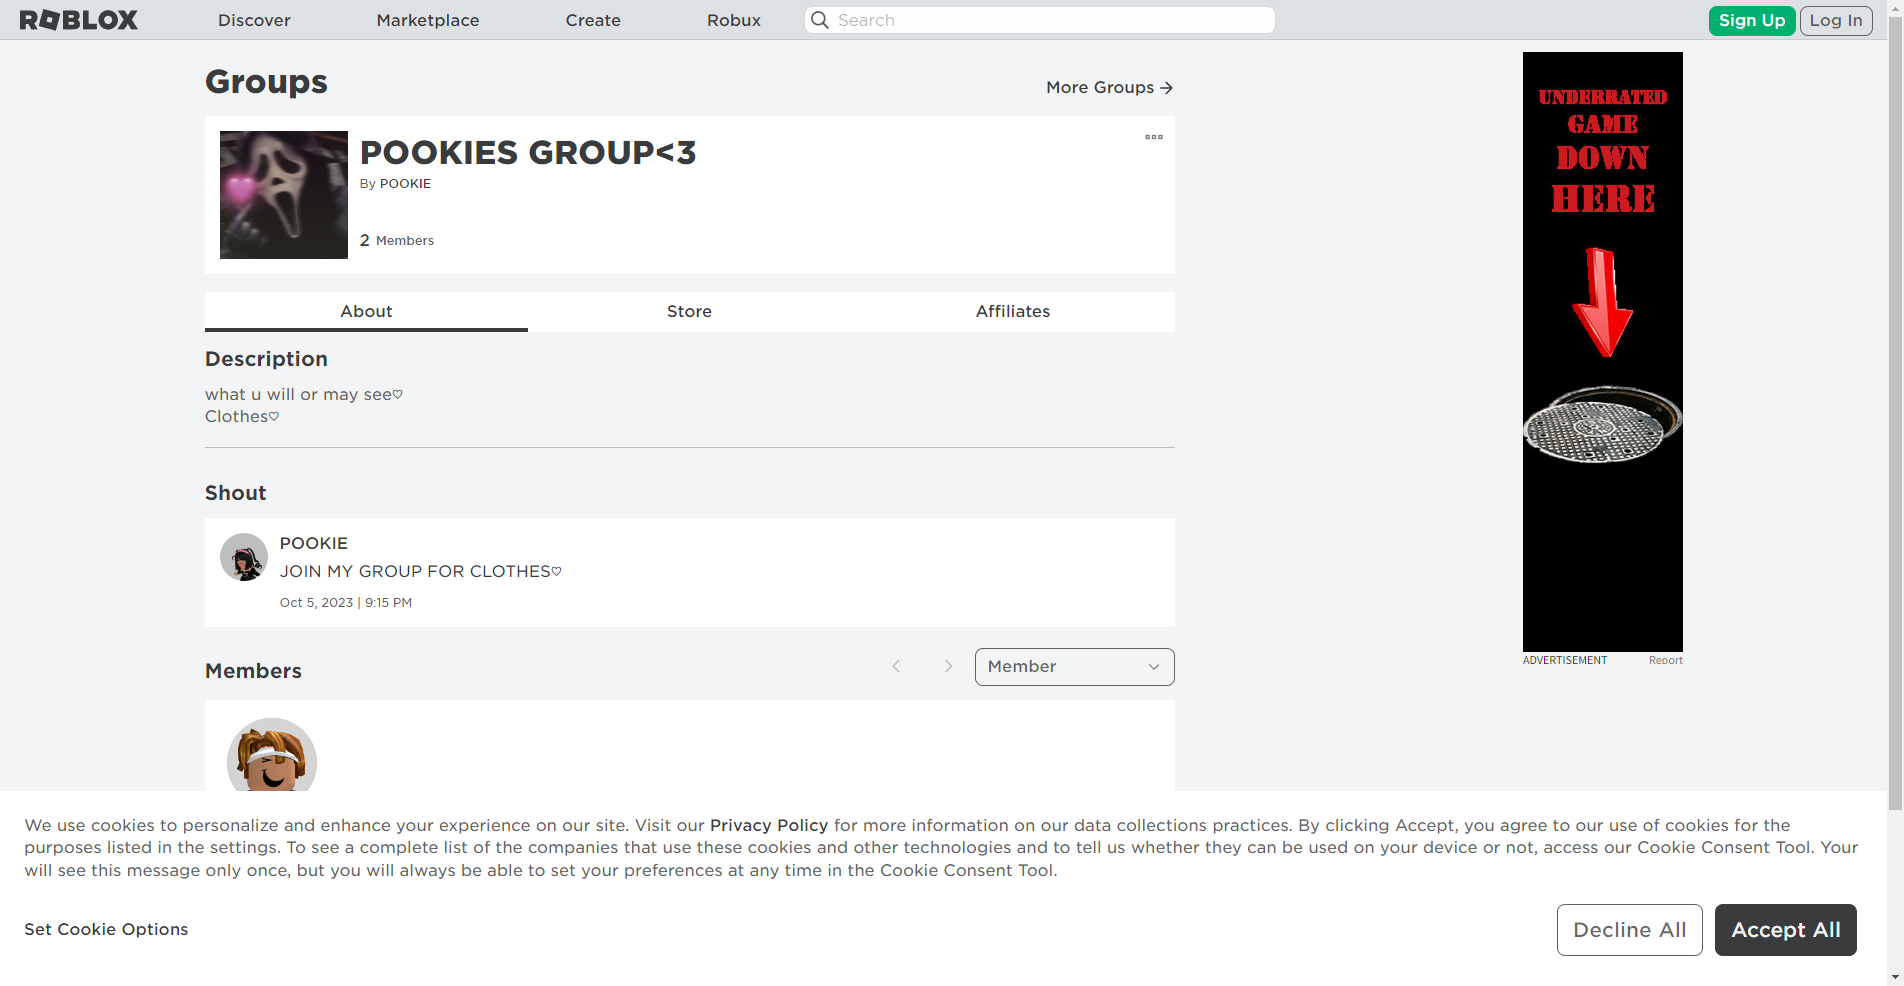 ROBLOX
Discover
Marketplace
Create
Robux
Search
Sign Up
Log In
Groups
More Groups
POOKIES GROUP<3
By POOKIE
2 Members
About
Store
Affiliates
Description
what u will or may see♡
Clothes♡
Shout
POOKIE
JOIN MY GROUP FOR CLOTHES♡
Oct 5, 2023 | 9:15 PM
Members
Member
UNDERRATED
GAME
DOWN
HERE
ADVERTISEMENT
Report
We use cookies to personalize and enhance your experience on our site. Visit our Privacy Policy for more information on our data collections practices. By clicking Accept, you agree to our use of cookies for the
purposes listed in the settings. To see a complete list of the companies that use these cookies and other technologies and to tell us whether they can be used on your device or not, access our Cookie Consent Tool. Your
will see this message only once, but you will always be able to set your preferences at any time in the Cookie Consent Tool.
Set Cookie Options
Decline All
Accept All